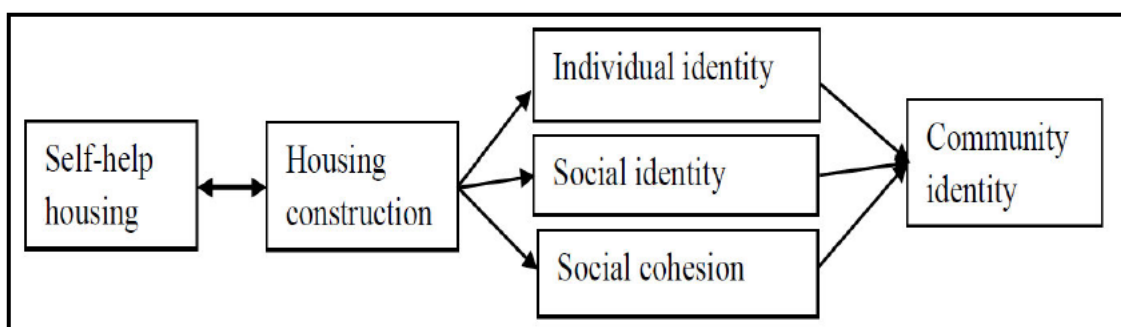 Self-help
housing
Housing
construction
Individual identity
Social identity
Social cohesion
Community
identity